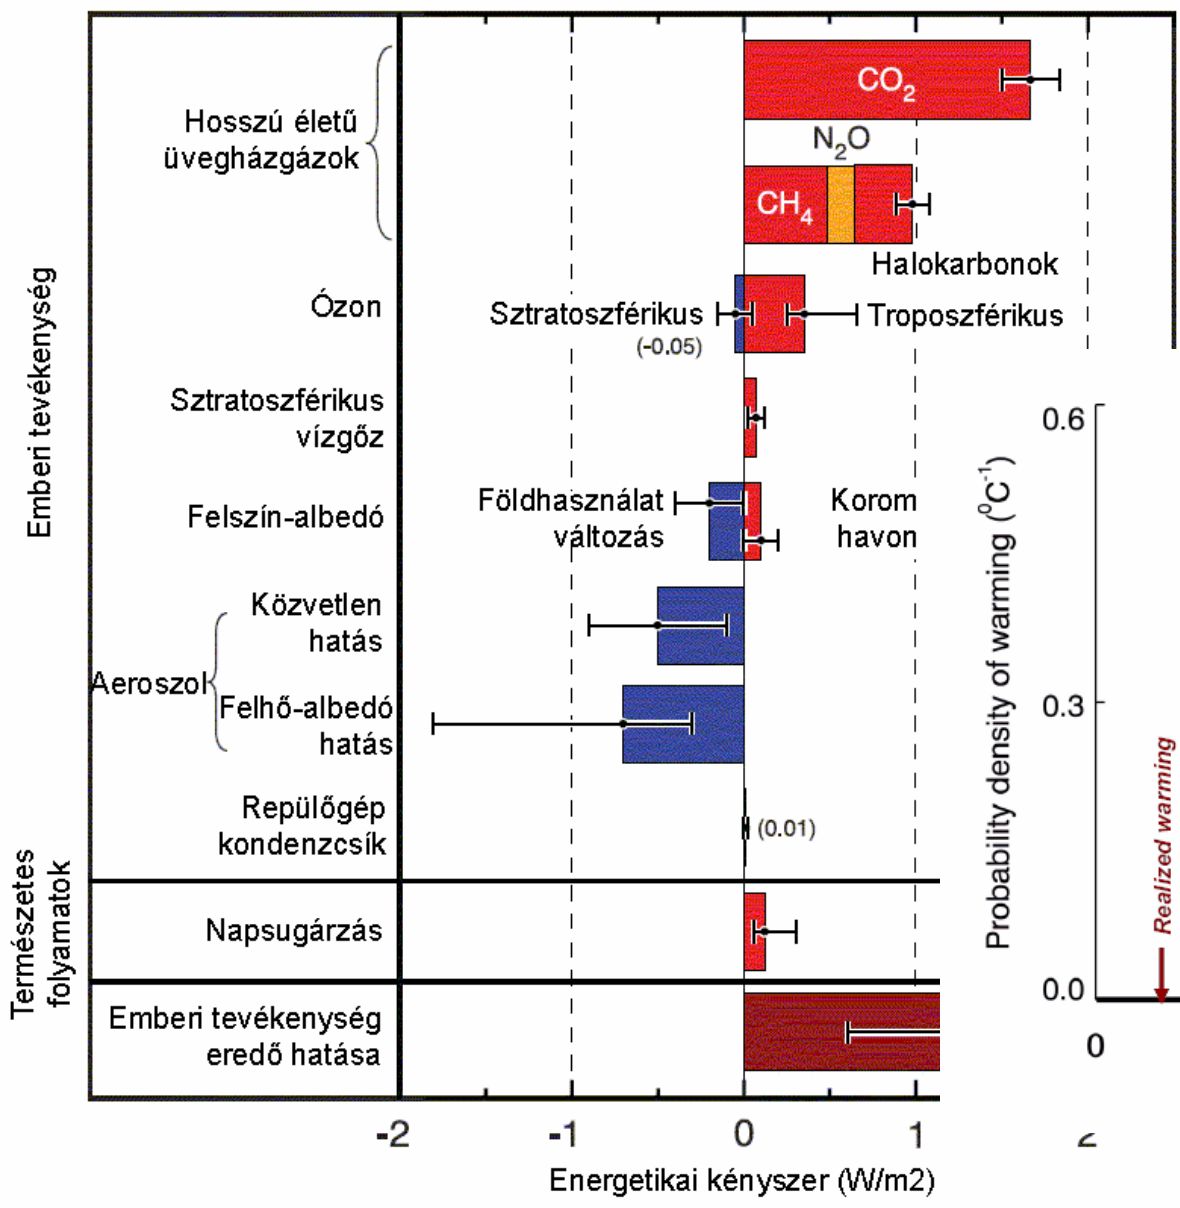 CO2
Hosszú életű
üvegházgázok
N2O
CH4
Halokarbonok
Emberi tevékenység
Ózon
Sztratoszférikus
(-0.05)
Troposzférikus
Sztratoszférikus
vízgőz
Felszín-albedó
Földhasználat
változás
Korom
havon
Aeroszol
Közvetlen
hatás
Felhő-albedó
hatás
Repülőgép
kondenzcsík
(0.01)
Természetes
folyamatok
Napsugárzás
Emberi tevékenység
eredő hatása
-2 -1 0 1
Energetikai kényszer (W/m2)
Probability density of warming (⁰C⁻¹)
0.6
0.3
0.0
0
Realized warming